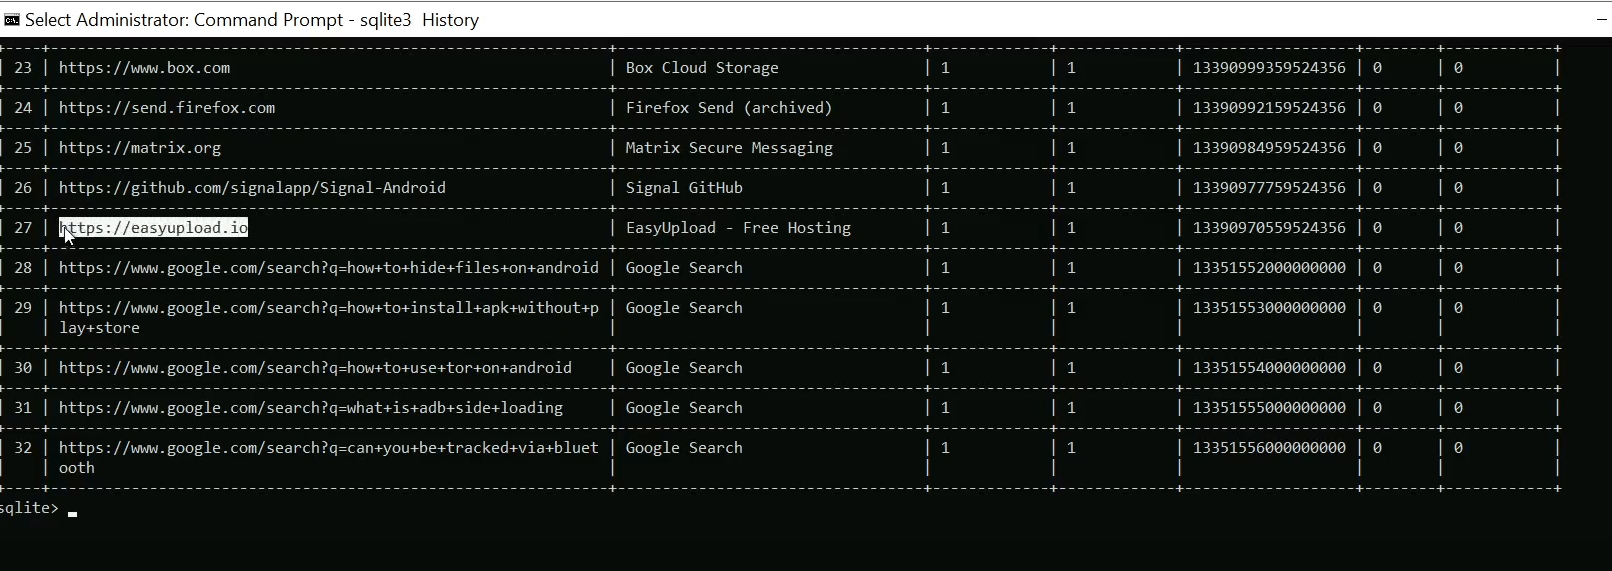 Select Administrator: Command Prompt - sqlite3  History
| 23 | https://www.box.com | Box Cloud Storage | 1 | 1 | 13390999359524356 | 0 | 0 |
| 24 | https://send.firefox.com | Firefox Send (archived) | 1 | 1 | 13390992159524356 | 0 | 0 |
| 25 | https://matrix.org | Matrix Secure Messaging | 1 | 1 | 13390984959524356 | 0 | 0 |
| 26 | https://github.com/signalapp/Signal-Android | Signal GitHub | 1 | 1 | 13390977759524356 | 0 | 0 |
| 27 | https://easyupload.io | EasyUpload - Free Hosting | 1 | 1 | 13390970559524356 | 0 | 0 |
| 28 | https://www.google.com/search?q=how+to+hide+files+on+android | Google Search | 1 | 1 | 13351552000000000 | 0 | 0 |
| 29 | https://www.google.com/search?q=how+to+install+apk+without+p | Google Search | 1 | 1 | 13351553000000000 | 0 | 0 |
| | lay+store | | | | | | |
| 30 | https://www.google.com/search?q=how+to+use+tor+on+android | Google Search | 1 | 1 | 13351554000000000 | 0 | 0 |
| 31 | https://www.google.com/search?q=what+is+adb+side+loading | Google Search | 1 | 1 | 13351555000000000 | 0 | 0 |
| 32 | https://www.google.com/search?q=can+you+be+tracked+via+bluet | Google Search | 1 | 1 | 13351556000000000 | 0 | 0 |
| | ooth | | | | | | |
sqlite>